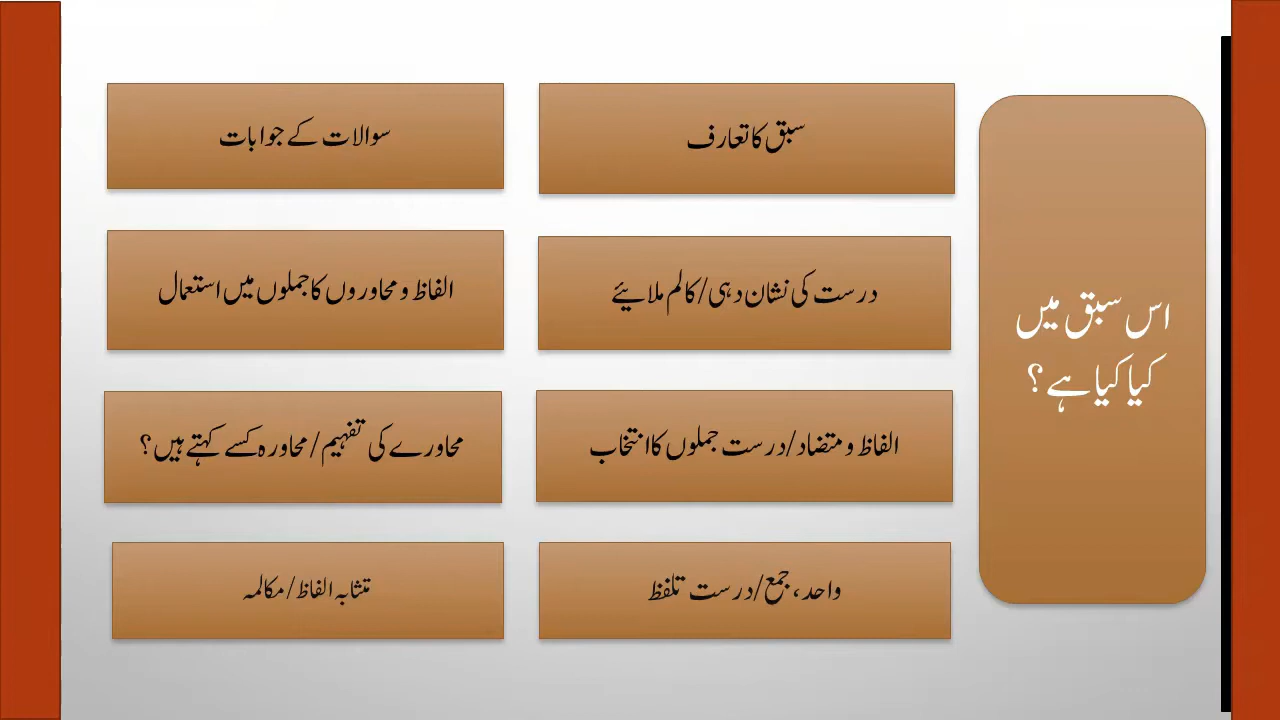 اس سبق میں
کیا کیا ہے؟
سبق کا تعارف
سوالات کے جوابات
درست کی نشان دہی/کالم ملائیے
الفاظ و محاوروں کا جملوں میں استعمال
الفاظ و متضاد/درست جملوں کا انتخاب
محاورے کی تفہیم/محاورہ کسے کہتے ہیں؟
واحد، جمع/درست تلفظ
متشابہ الفاظ/مکالمہ